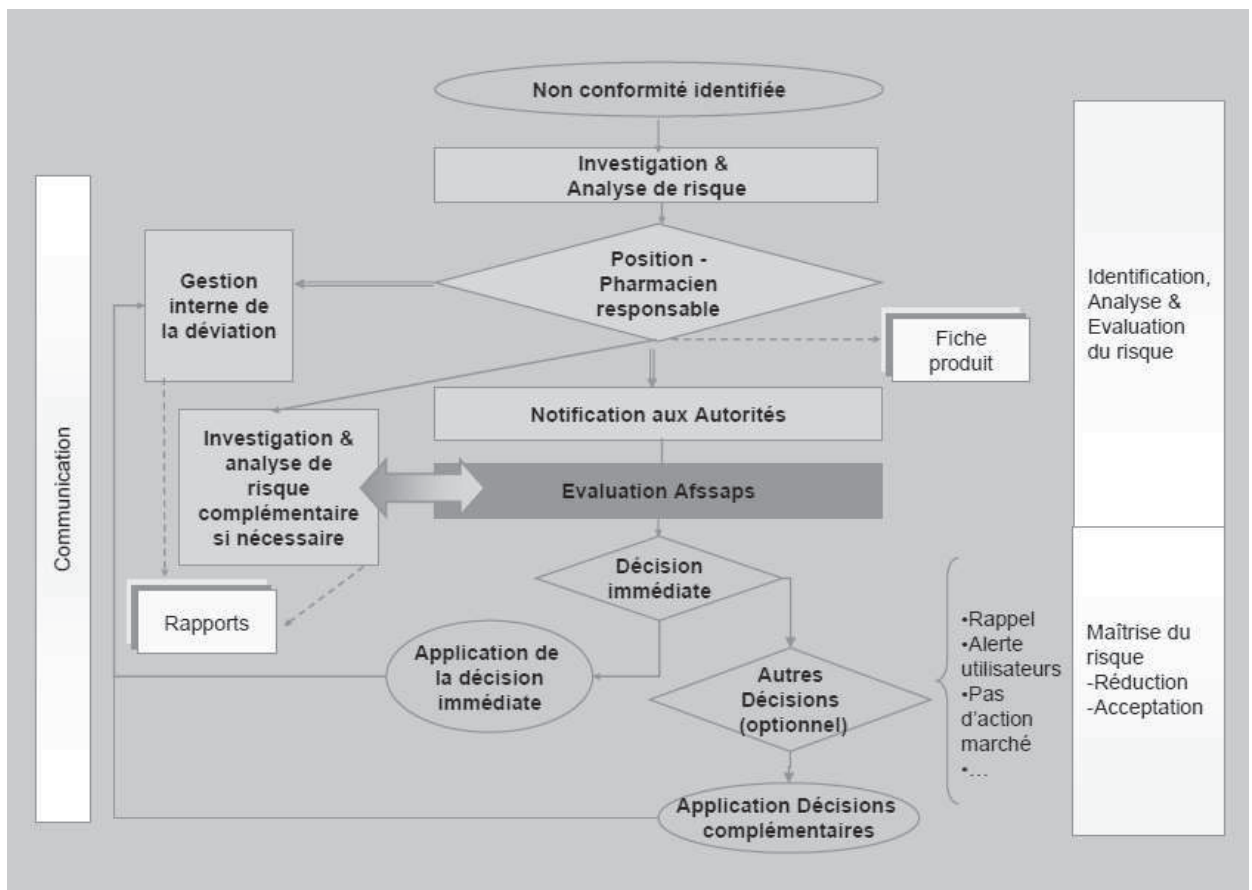 Non conformité identifiée
Investigation &
Analyse de risque
Position -
Pharmacien
responsable
Gestion
interne de
la déviation
Fiche
produit
Notification aux Autorités
Investigation &
analyse de
risque
complémentaire
si nécessaire
Evaluation Afssaps
Décision
immédiate
Rapports
Application de
la décision
immédiate
Autres
Décisions
(optionnel)
•Rappel
•Alerte
utilisateurs
•Pas
d'action
marché
•…
Application Décisions
complémentaires
Communication
Identification,
Analyse &
Evaluation
du risque
Maîtrise du
risque
-Réduction
-Acceptation